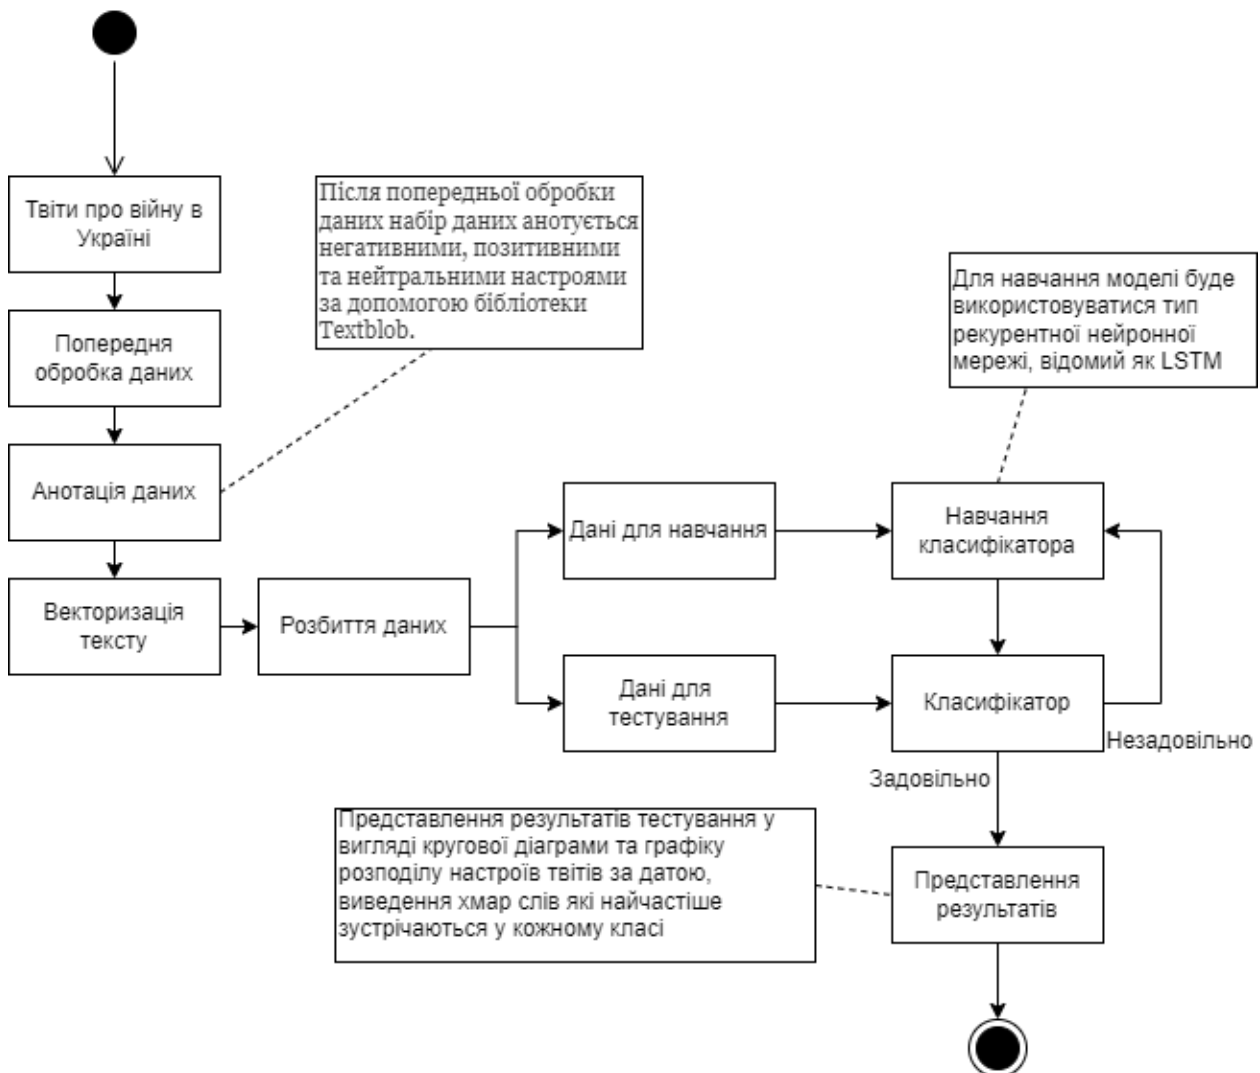 Твіти про війну в
Україні
Після попередньої обробки
даних набір даних анотується
негативними, позитивними
та нейтральними настроями
за допомогою бібліотеки
Textblob.
Попередня
обробка даних
Для навчання моделі буде
використовуватися тип
рекурентної нейронної
мережі, відомий як LSTM
Анотація даних
Векторизація
тексту
Розбиття даних
Дані для навчання
Навчання
класифікатора
Дані для
тестування
Класифікатор
Незадовільно
Задовільно
Представлення результатів тестування у
вигляді кругової діаграми та графіку
розподілу настроїв твітів за датою,
виведення хмар слів які найчастіше
зустрічаються у кожному класі
Представлення
результатів